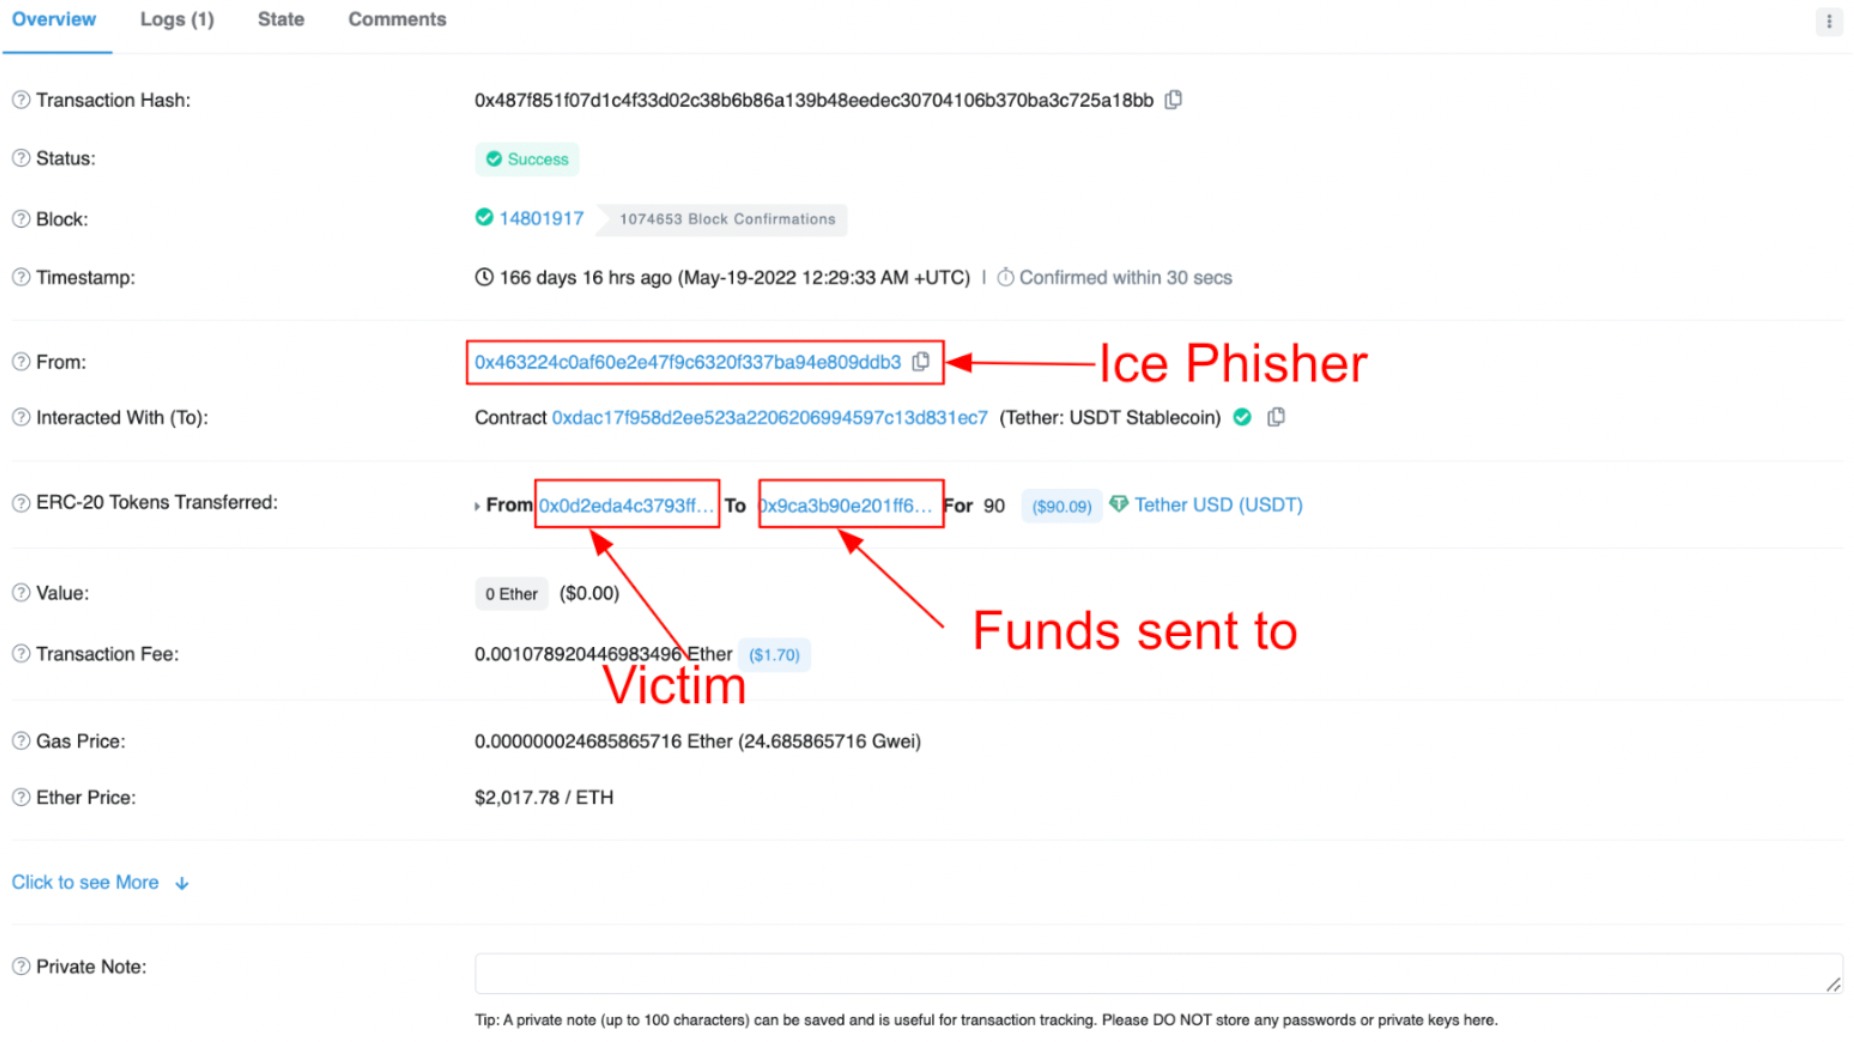 Overview Logs (1) State Comments
Transaction Hash: 0x487f851f07d1c4f33d02c38b6b86a139b48eedec30704106b370ba3c725a18bb
Status: Success
Block: 14801917 1074653 Block Confirmations
Timestamp: 166 days 16 hrs ago (May-19-2022 12:29:33 AM +UTC) | Confirmed within 30 secs
From: 0x463224c0af60e2e47f9c6320f337ba94e809ddb3 Ice Phisher
Interacted With (To): Contract 0xdac17f958d2ee523a2206206994597c13d831ec7 (Tether: USDT Stablecoin)
ERC-20 Tokens Transferred: From 0x0d2eda4c3793ff... To 0x9ca3b90e201ff6... For 90 ($90.09) Tether USD (USDT)
Value: 0 Ether ($0.00)
Funds sent to
Transaction Fee: 0.001078920446983496 Ether ($1.70)
Victim
Gas Price: 0.000000024685865716 Ether (24.685865716 Gwei)
Ether Price: $2,017.78 / ETH
Click to see More
Private Note:
Tip: A private note (up to 100 characters) can be saved and is useful for transaction tracking. Please DO NOT store any passwords or private keys here.